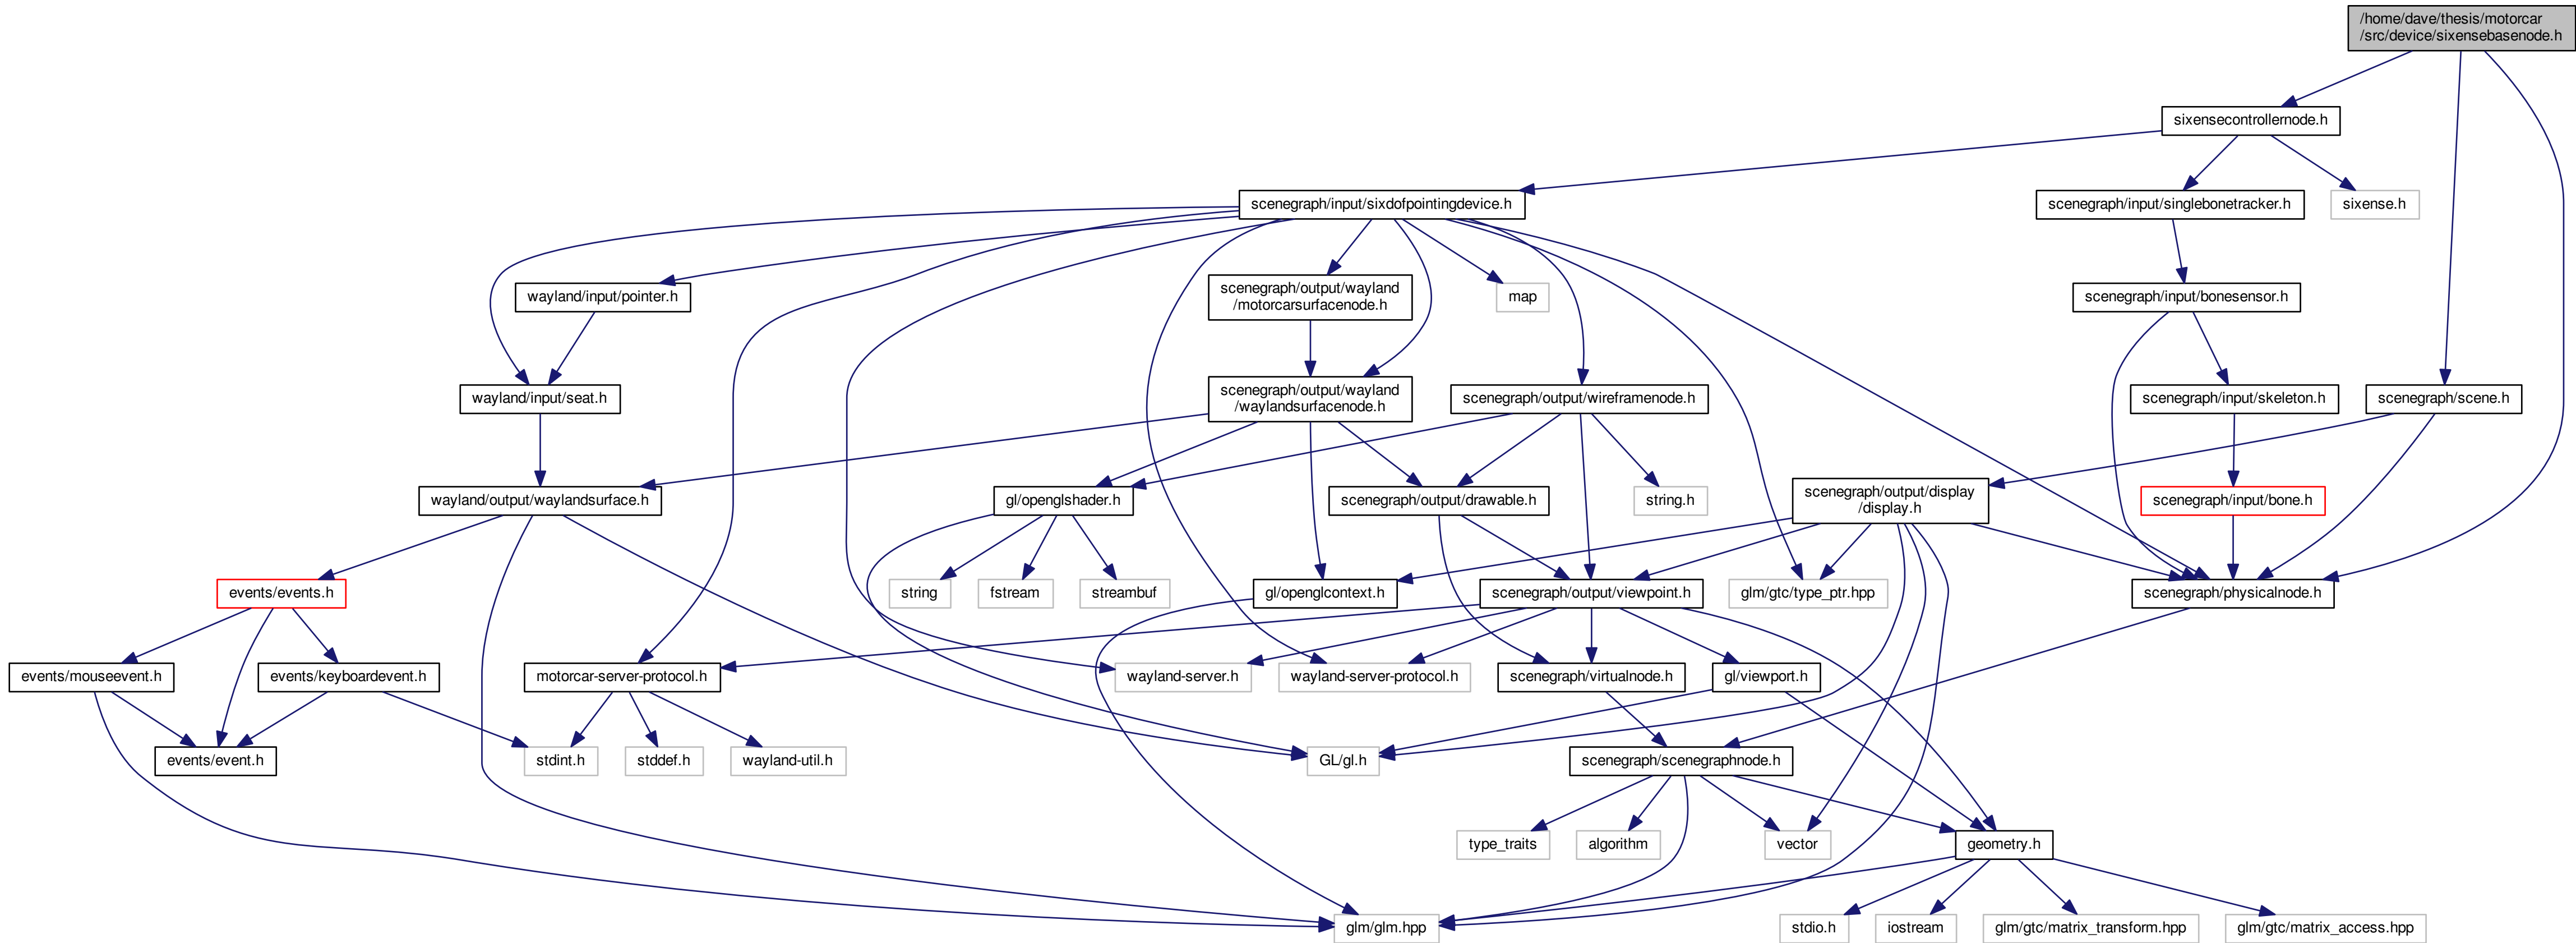 /home/dave/thesis/motorcar
/src/device/sixensebasenode.h
sixensecontrollernode.h
scenegraph/input/sixdofpointingdevice.h
scenegraph/input/singlebonetracker.h
sixense.h
wayland/input/pointer.h
scenegraph/output/wayland
/motorcarsurfacenode.h
map
scenegraph/input/bonesensor.h
wayland/input/seat.h
scenegraph/output/wayland
/waylandsurfacenode.h
scenegraph/output/wireframenode.h
scenegraph/input/skeleton.h
scenegraph/scene.h
wayland/output/waylandsurface.h
gl/openglshader.h
scenegraph/output/drawable.h
string.h
scenegraph/output/display
/display.h
scenegraph/input/bone.h
events/events.h
string
fstream
streambuf
gl/openglcontext.h
scenegraph/output/viewpoint.h
glm/gtc/type_ptr.hpp
scenegraph/physicalnode.h
events/mouseevent.h
events/keyboardevent.h
motorcar-server-protocol.h
wayland-server.h
wayland-server-protocol.h
scenegraph/virtualnode.h
gl/viewport.h
events/event.h
stdint.h
stddef.h
wayland-util.h
GL/gl.h
scenegraph/scenegraphnode.h
type_traits
algorithm
vector
geometry.h
glm/glm.hpp
stdio.h
iostream
glm/gtc/matrix_transform.hpp
glm/gtc/matrix_access.hpp